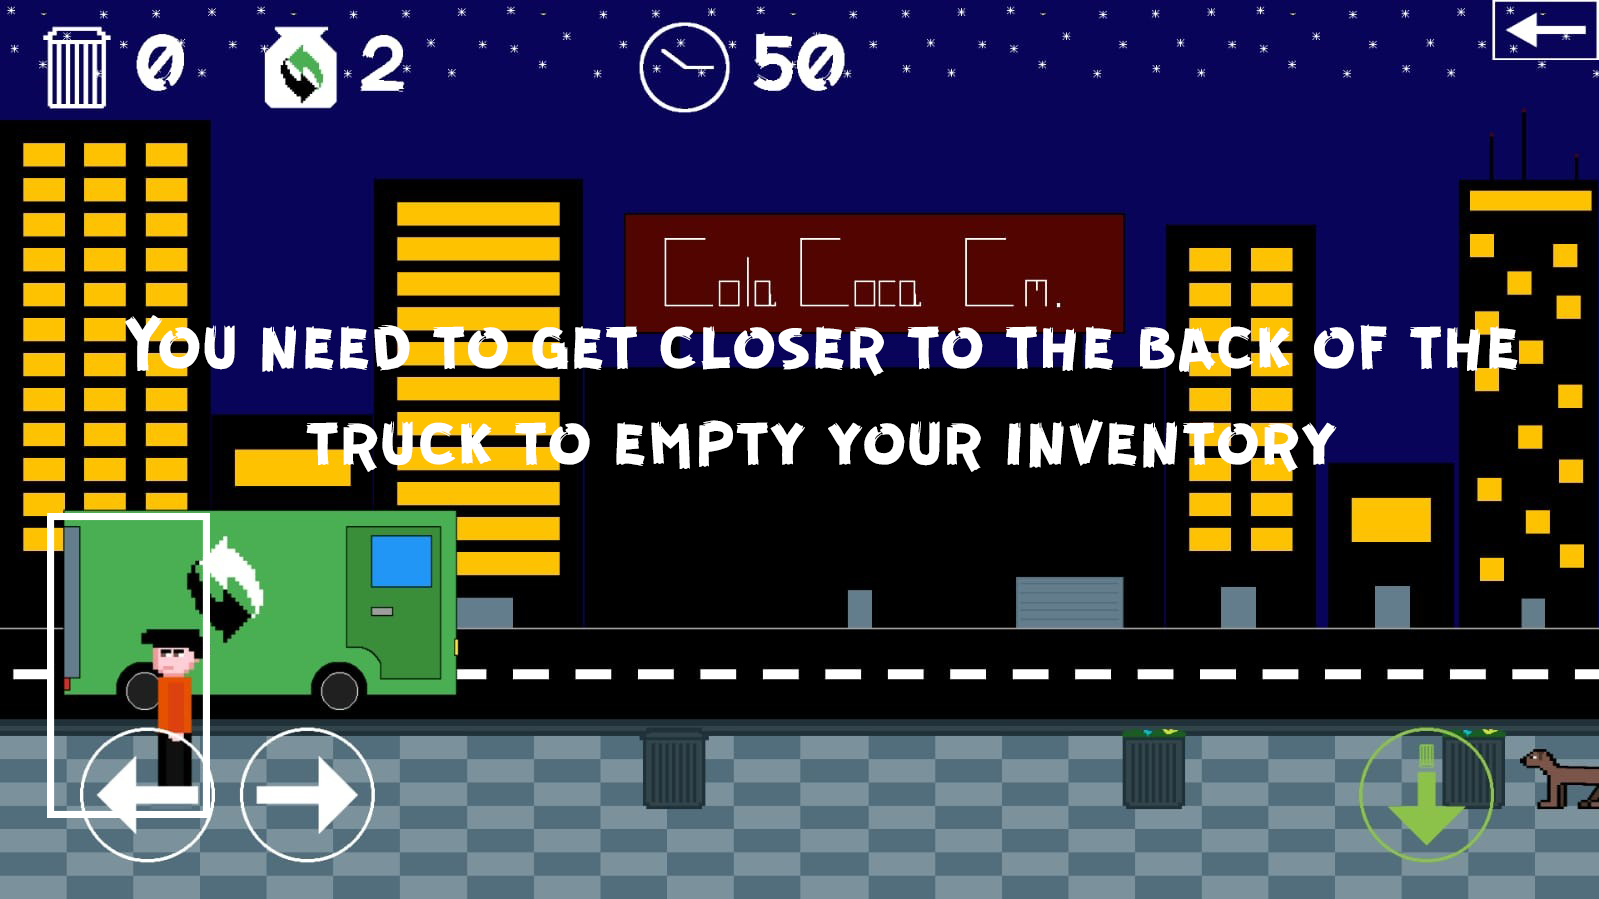 0 2 50
Cola Coca Cm.
YOU NEED TO GET CLOSER TO THE BACK OF THE
TRUCK TO EMPTY YOUR INVENTORY